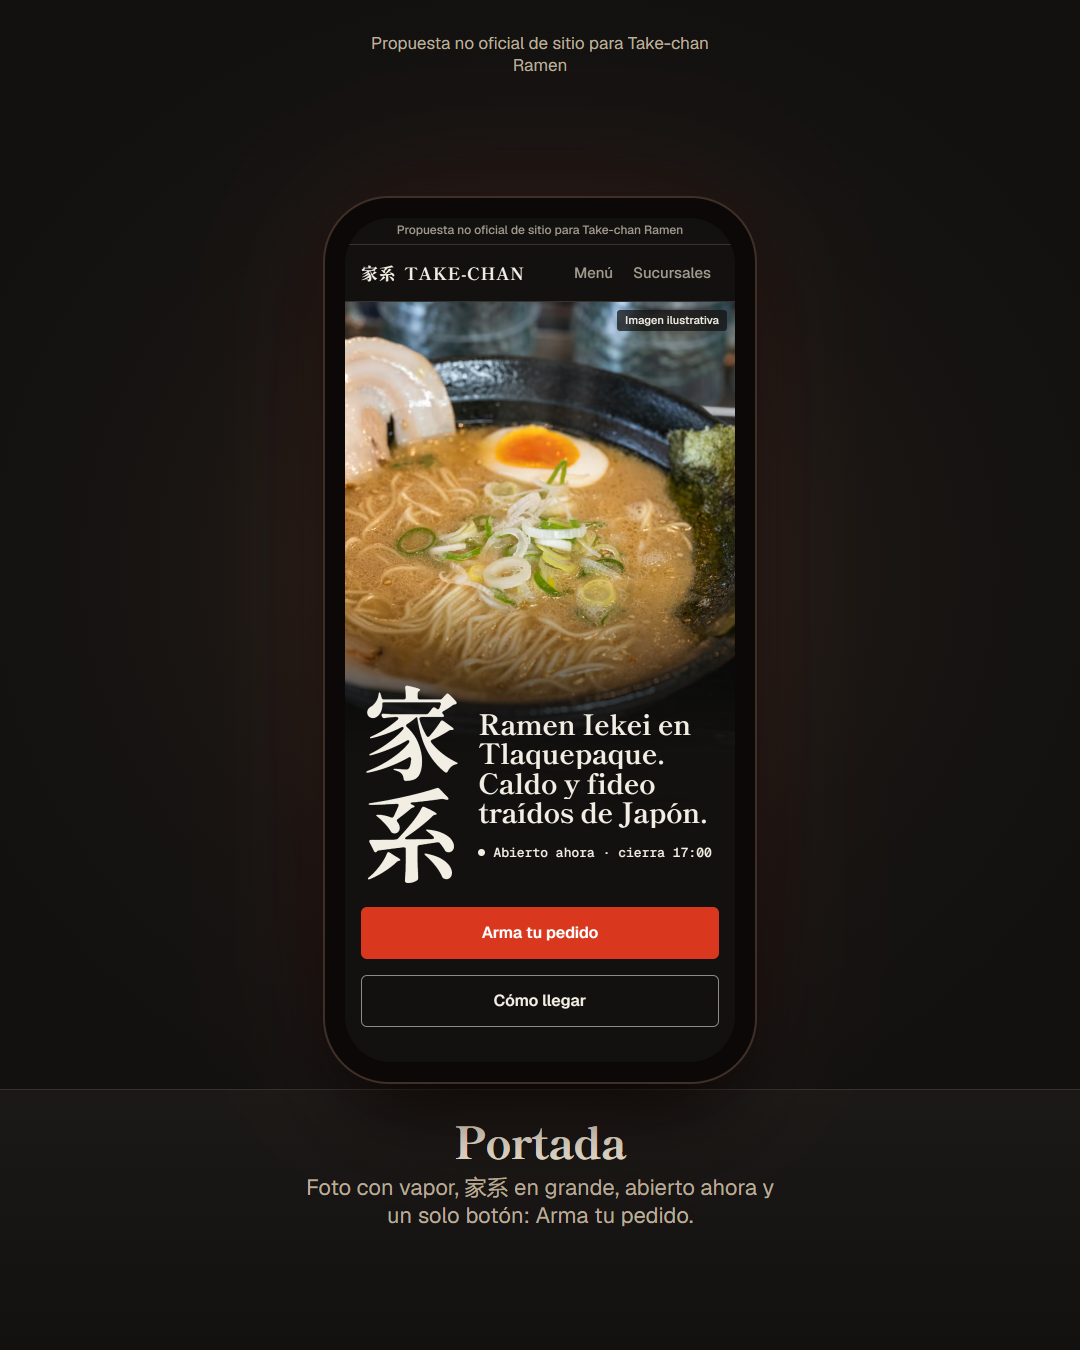 Propuesta no oficial de sitio para Take-chan
Ramen
Propuesta no oficial de sitio para Take-chan Ramen
家系 TAKE-CHAN
Menú
Sucursales
Imagen ilustrativa
家系
Ramen Iekei en
Tlaquepaque.
Caldo y fideo
traídos de Japón.
Abierto ahora · cierra 17:00
Arma tu pedido
Cómo llegar
Portada
Foto con vapor, 家系 en grande, abierto ahora y
un solo botón: Arma tu pedido.